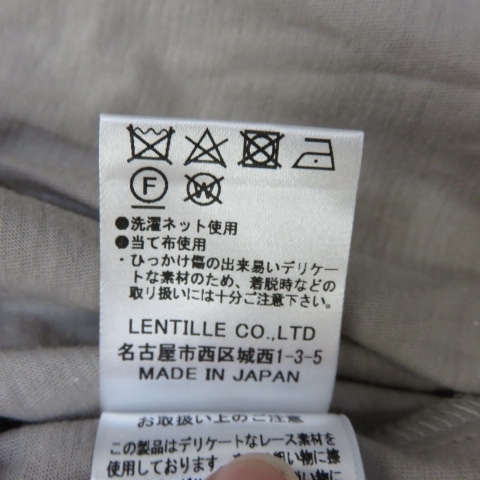 F
W
●洗濯ネット使用
●当て布使用
・ひっかけ傷の出来易いデリケー
トな素材のため、着脱時などの
取り扱いには十分ご注意下さい。
LENTILLE CO.,LTD
名古屋市西区城西1-3-5
MADE IN JAPAN
お取扱い上のご注意
この製品はデリケートなレース素材を
使用しております。 い物に擦